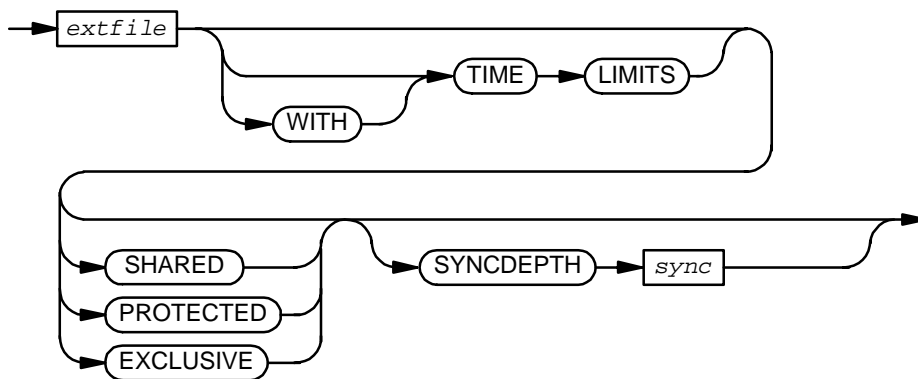 extfile
TIME LIMITS
WITH
SHARED
SYNCDEPTH sync
PROTECTED
EXCLUSIVE